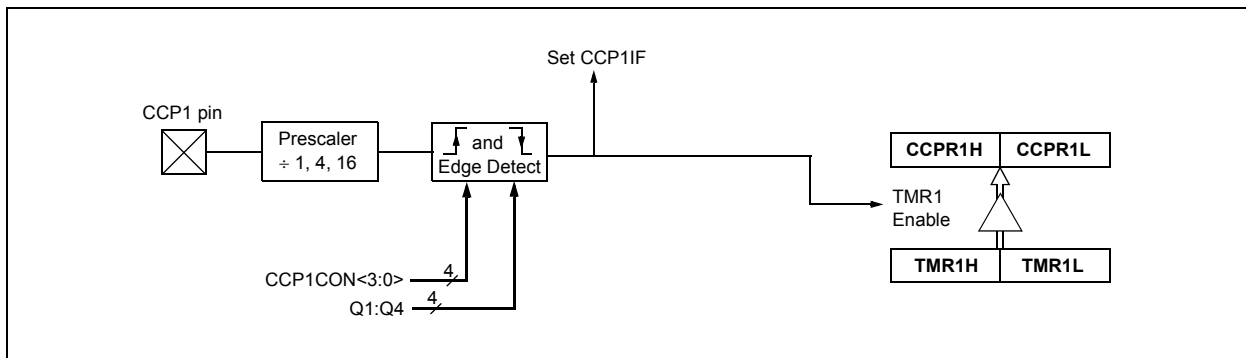 Set CCP1IF
CCP1 pin
Prescaler
÷ 1, 4, 16
and
Edge Detect
CCPR1H CCPR1L
TMR1
Enable
TMR1H TMR1L
CCP1CON<3:0> 4
Q1:Q4 4